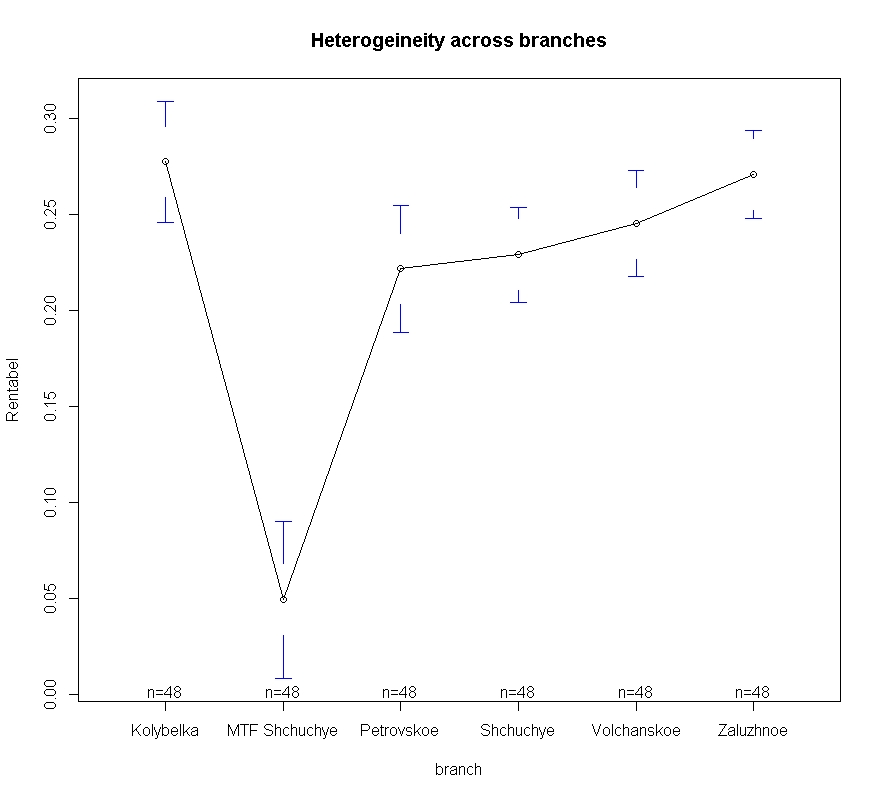 Heterogeineity across branches
Rentabel
0.30
0.25
0.20
0.15
0.10
0.05
0.00
n=48 n=48 n=48 n=48 n=48 n=48
Kolybelka MTF Shchuchye Petrovskoe Shchuchye Volchanskoe Zaluzhnoe
branch